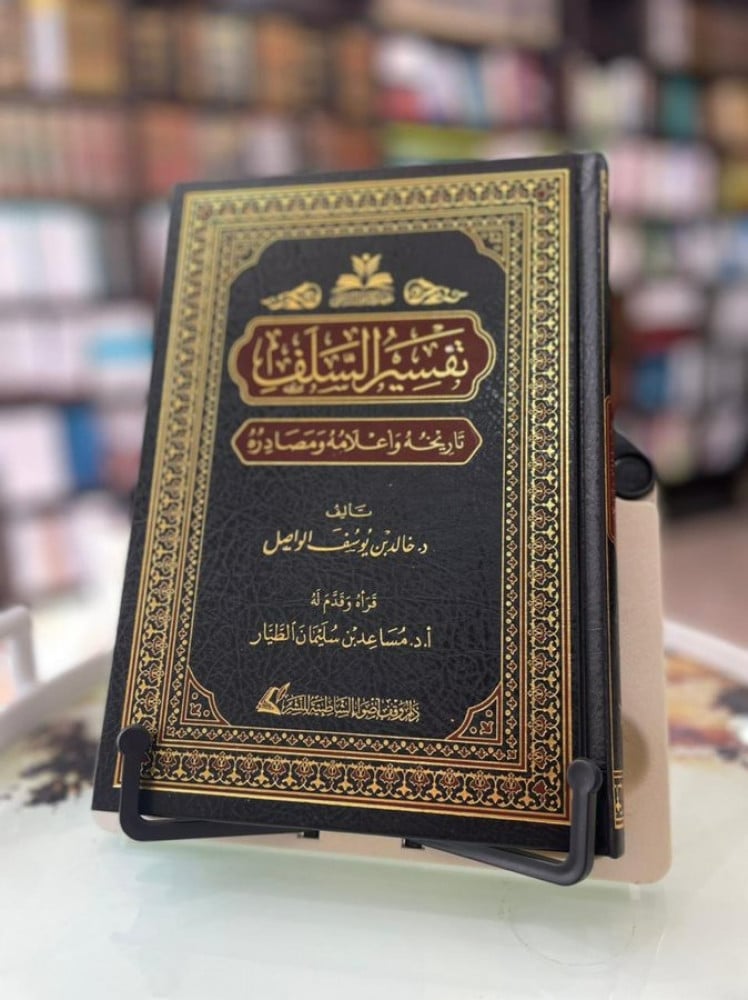 تفسير السلف
تاريخه وأعلامه ومصادره
تأليف
د. خالد بن يوسف الواصل
قرأه وقدم له
أ.د. مساعد بن سليمان الطيار